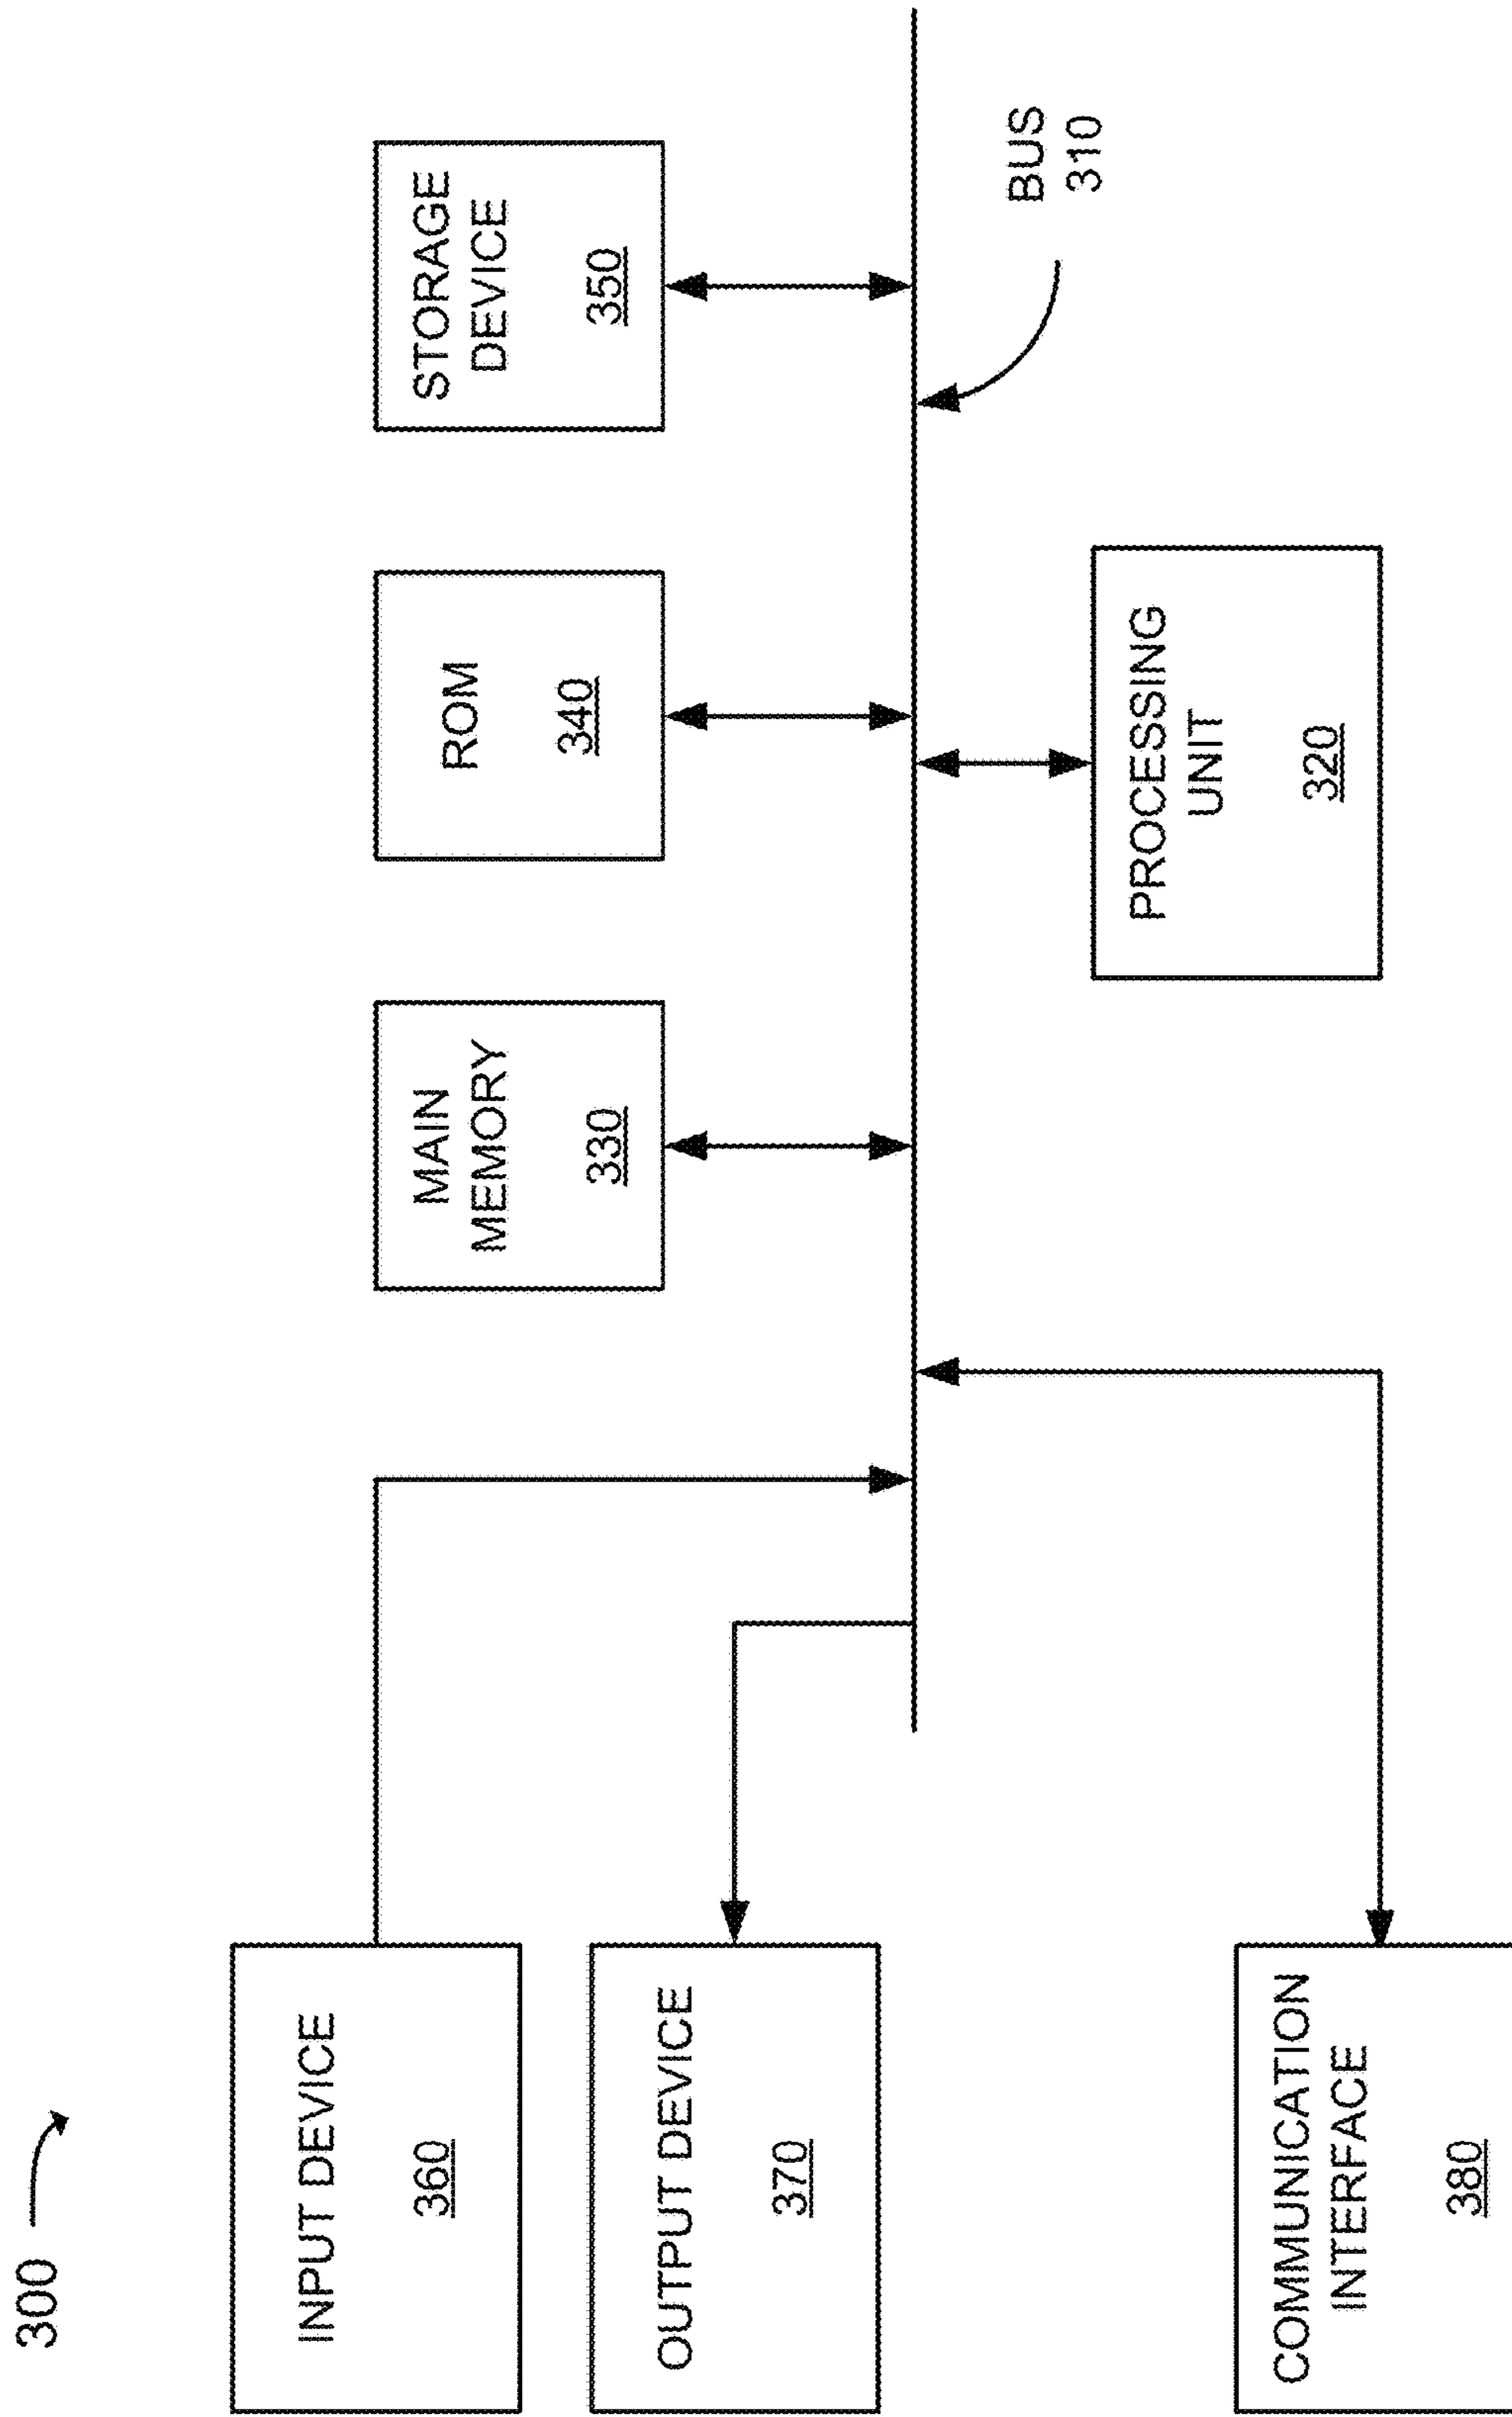 300
INPUT DEVICE
360
OUTPUT DEVICE
370
COMMUNICATION
INTERFACE
380
MAIN
MEMORY
330
ROM
340
STORAGE
DEVICE
350
PROCESSING
UNIT
320
BUS
310